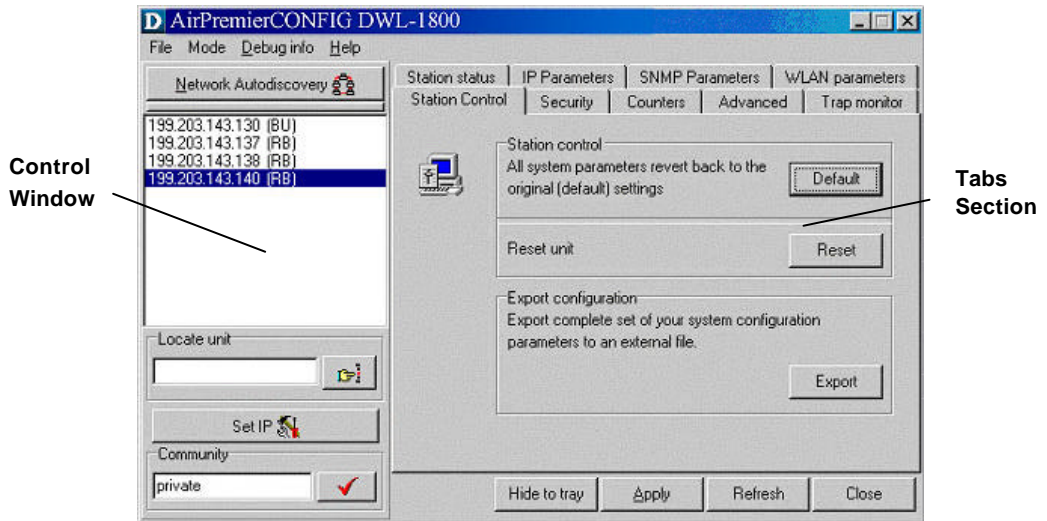 AirPremierCONFIG DWL-1800
File Mode Debug info Help
Network Autodiscovery
199.203.143.130 (BU)
199.203.143.137 (RB)
199.203.143.138 (RB)
199.203.143.140 (RB)
Control
Window
Locate unit
Set IP
Community
private
Station status IP Parameters SNMP Parameters WLAN parameters
Station Control Security Counters Advanced Trap monitor
Station control
All system parameters revert back to the
original (default) settings
Default
Reset unit
Reset
Export configuration
Export complete set of your system configuration
parameters to an external file.
Export
Tabs
Section
Hide to tray Apply Refresh Close